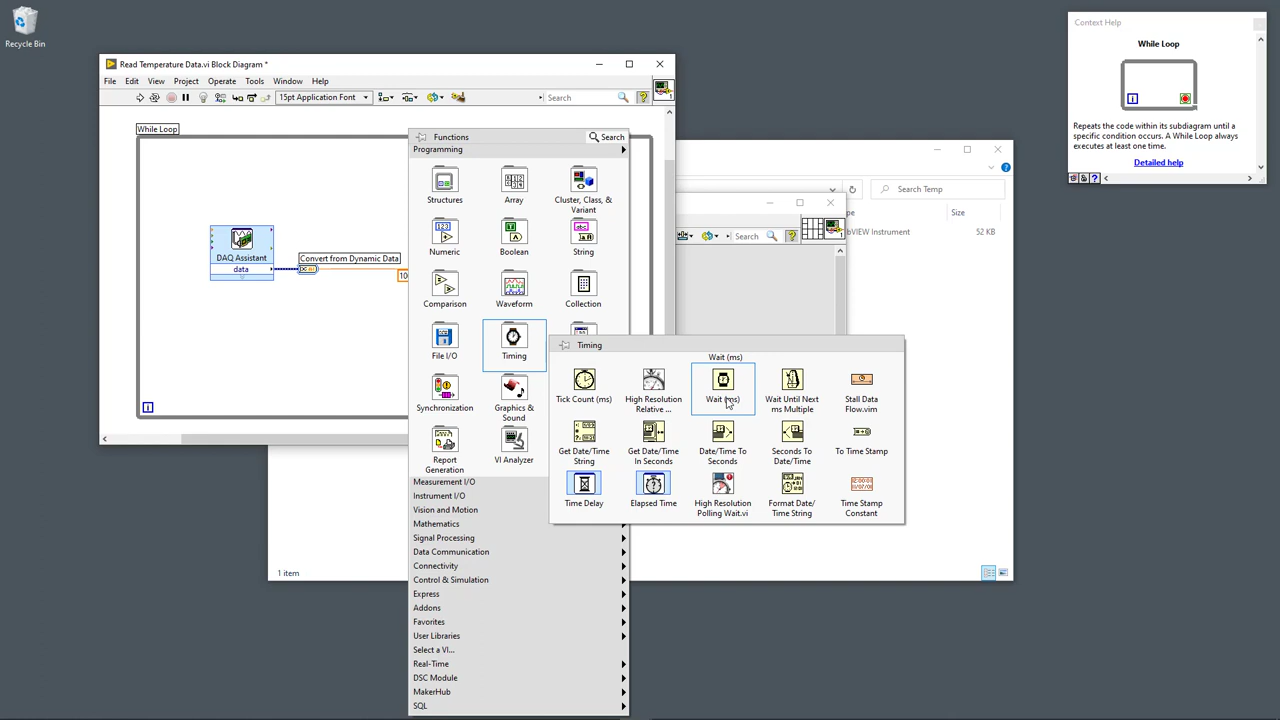 Recycle Bin
Read Temperature Data.vi Block Diagram *
File Edit View Project Operate Tools Window Help
15pt Application Font
Search
While Loop
DAQ Assistant
data
Convert from Dynamic Data
10
Functions
Search
Programming
Structures
Array
Cluster, Class, &
Variant
Numeric
Boolean
String
Comparison
Waveform
Collection
File I/O
Timing
Synchronization
Graphics &
Sound
Report
Generation
VI Analyzer
Measurement I/O
Instrument I/O
Vision and Motion
Mathematics
Signal Processing
Data Communication
Connectivity
Control & Simulation
Express
Addons
Favorites
User Libraries
Select a VI...
Real-Time
DSC Module
MakerHub
SQL
Timing
Wait (ms)
Tick Count (ms)
High Resolution
Relative ...
Wait (ms)
Wait Until Next
ms Multiple
Stall Data
Flow.vim
Get Date/Time
String
Get Date/Time
In Seconds
Date/Time To
Seconds
Seconds To
Date/Time
To Time Stamp
Time Delay
Elapsed Time
High Resolution
Polling Wait.vi
Format Date/
Time String
Time Stamp
Constant
Search Temp
Size
52 KB
Search
1 item
Context Help
While Loop
Repeats the code within its subdiagram until a
specific condition occurs. A While Loop always
executes at least one time.
Detailed help